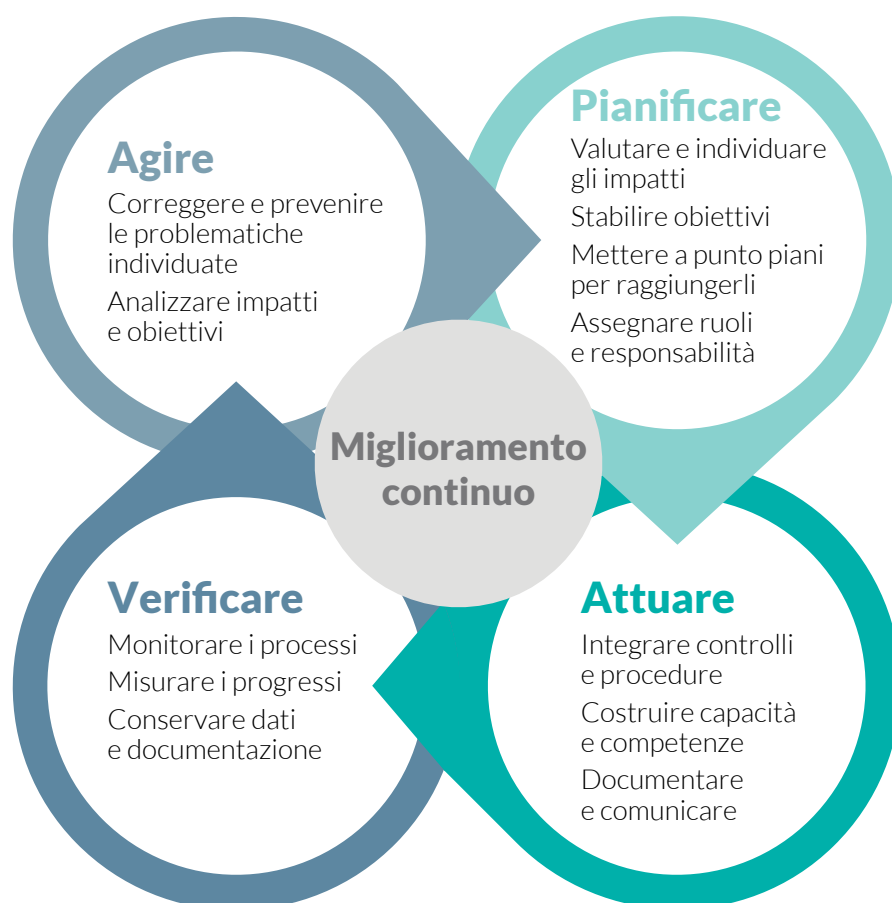 Agire
Correggere e prevenire
le problematiche
individuate
Analizzare impatti
e obiettivi
Pianificare
Valutare e individuare
gli impatti
Stabilire obiettivi
Mettere a punto piani
per raggiungerli
Assegnare ruoli
e responsabilità
Miglioramento
continuo
Verificare
Monitorare i processi
Misurare i progressi
Conservare dati
e documentazione
Attuare
Integrare controlli
e procedure
Costruire capacità
e competenze
Documentare
e comunicare